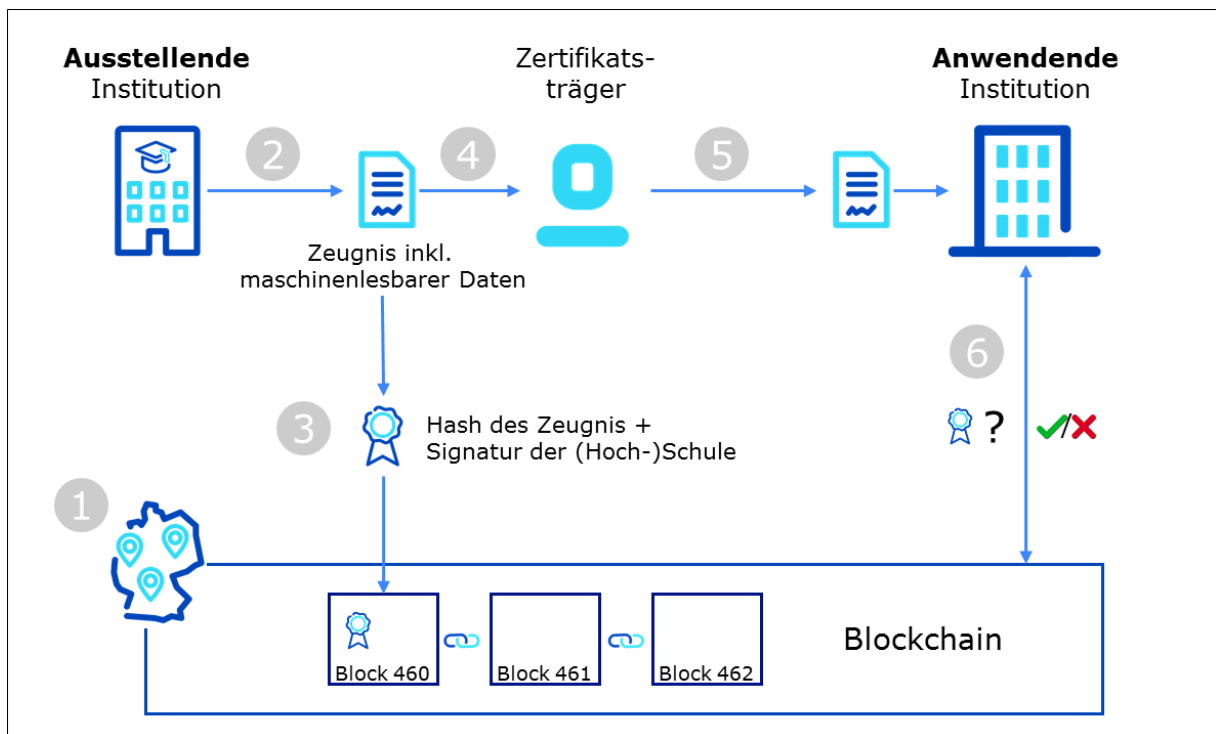 Ausstellende
Institution
Zertifikats-
träger
Anwendende
Institution
2
4
5
Zeugnis inkl.
maschinenlesbarer Daten
6
3
Hash des Zeugnis +
Signatur der (Hoch-)Schule
? /
1
Blockchain
Block 460
Block 461
Block 462